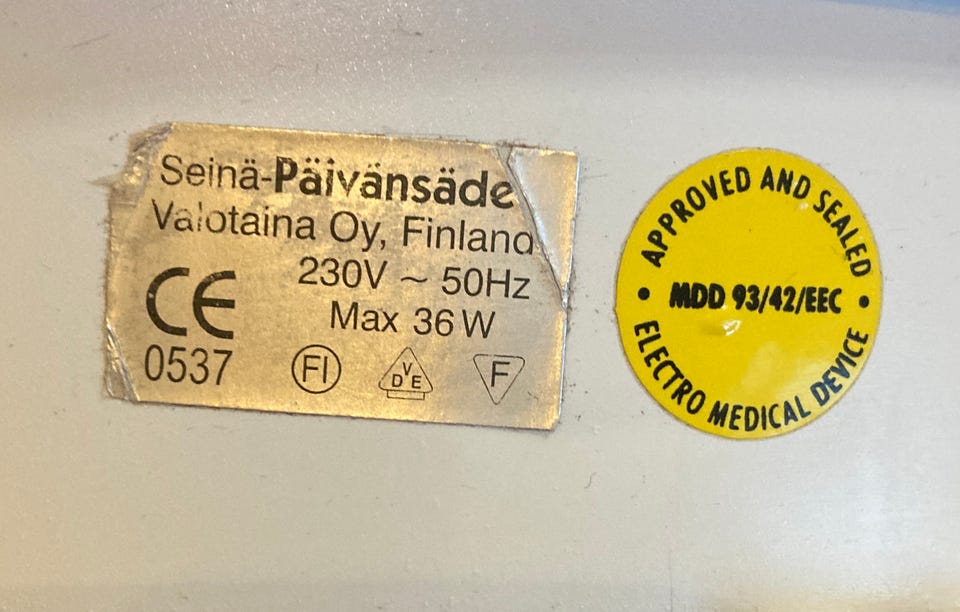 Seinä-Päivänsäde
Valotaina Oy, Finland
230V ~ 50Hz
Max 36 W
CE
0537
FI
VDE
F
APPROVED AND SEALED
• MDD 93/42/EEC •
ELECTRO MEDICAL DEVICE